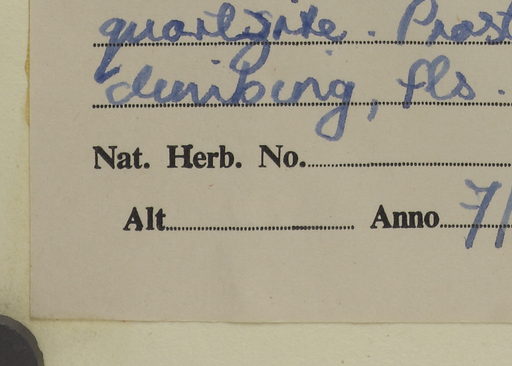 quartzite. Prost
climbing, fls.
Nat. Herb. No.
Alt. Anno 7/